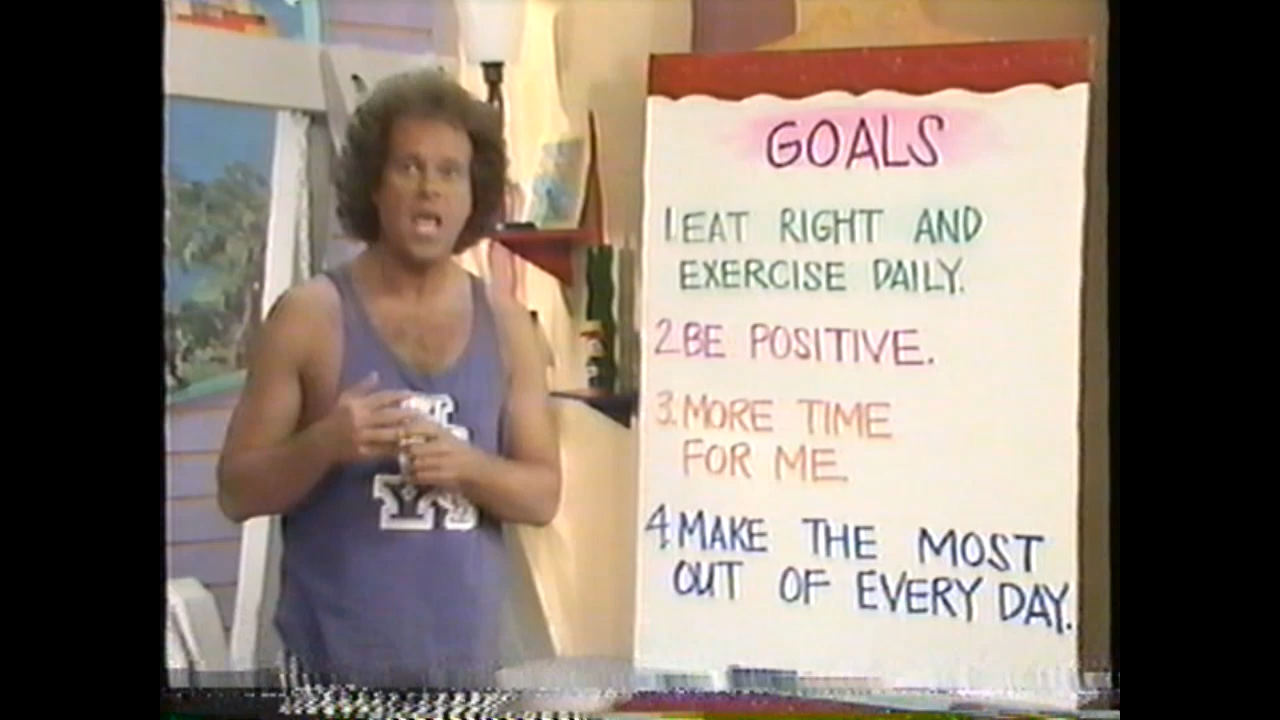 GOALS
1. EAT RIGHT AND
EXERCISE DAILY.
2. BE POSITIVE.
3. MORE TIME
FOR ME.
4. MAKE THE MOST
OUT OF EVERY DAY.